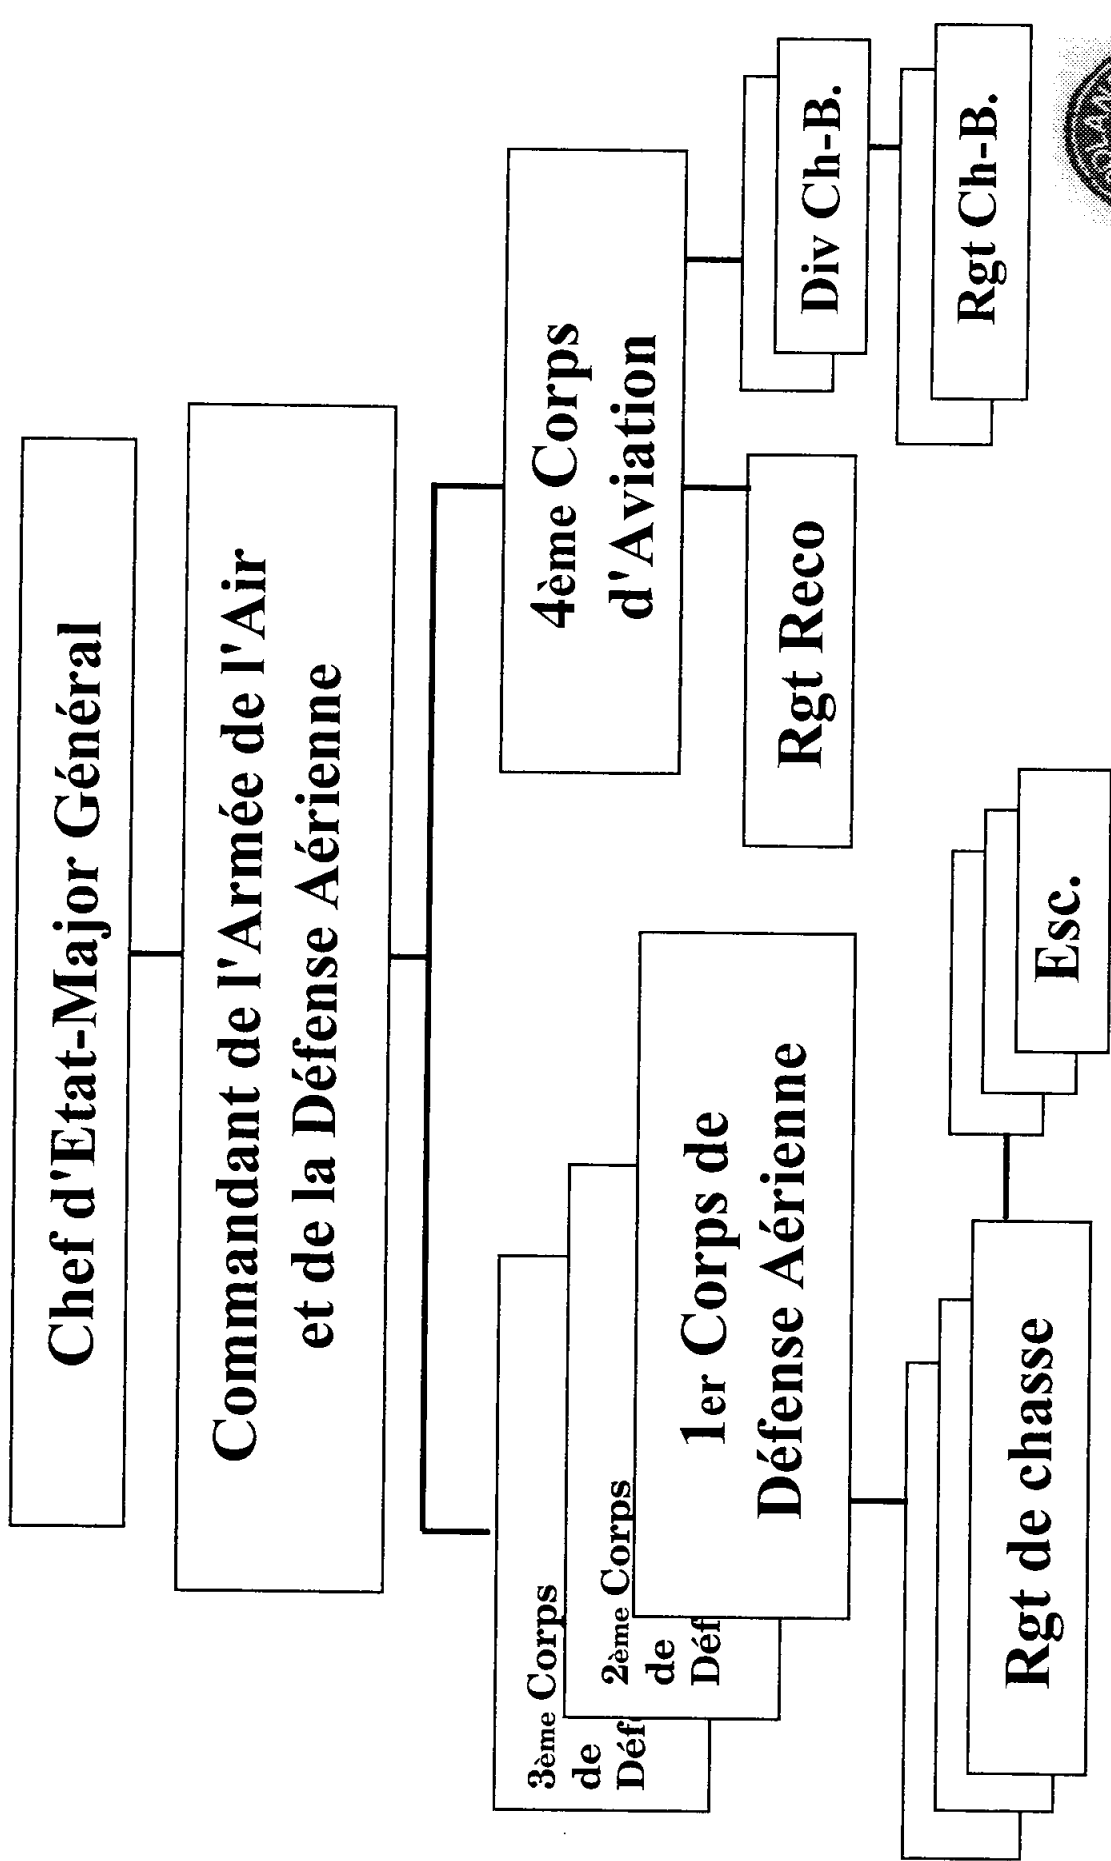 Chef d'Etat-Major Général
Commandant de l'Armée de l'Air
et de la Défense Aérienne
3ème Corps
de
2ème Corps
de
1er Corps de
Défense Aérienne
4ème Corps
d'Aviation
Rgt Reco
Div Ch-B.
Rgt Ch-B.
Rgt de chasse
Esc.